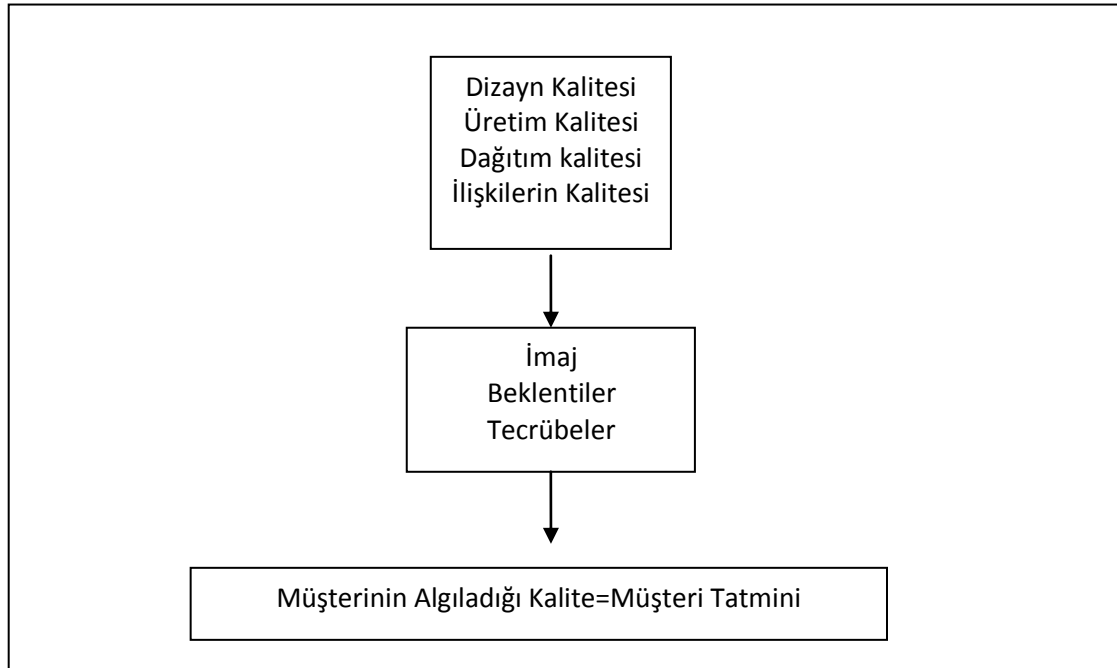 Dizayn Kalitesi
Üretim Kalitesi
Dağıtım kalitesi
İlişkilerin Kalitesi
İmaj
Beklentiler
Tecrübeler
Müşterinin Algıladığı Kalite=Müşteri Tatmini